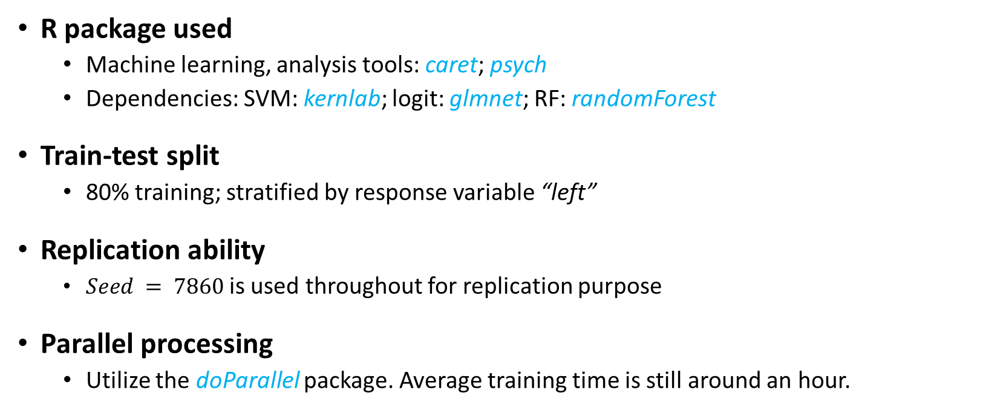 • R package used
• Machine learning, analysis tools: caret; psych
• Dependencies: SVM: kernlab; logit: glmnet; RF: randomForest
• Train-test split
• 80% training; stratified by response variable “left”
• Replication ability
• Seed = 7860 is used throughout for replication purpose
• Parallel processing
• Utilize the doParallel package. Average training time is still around an hour.